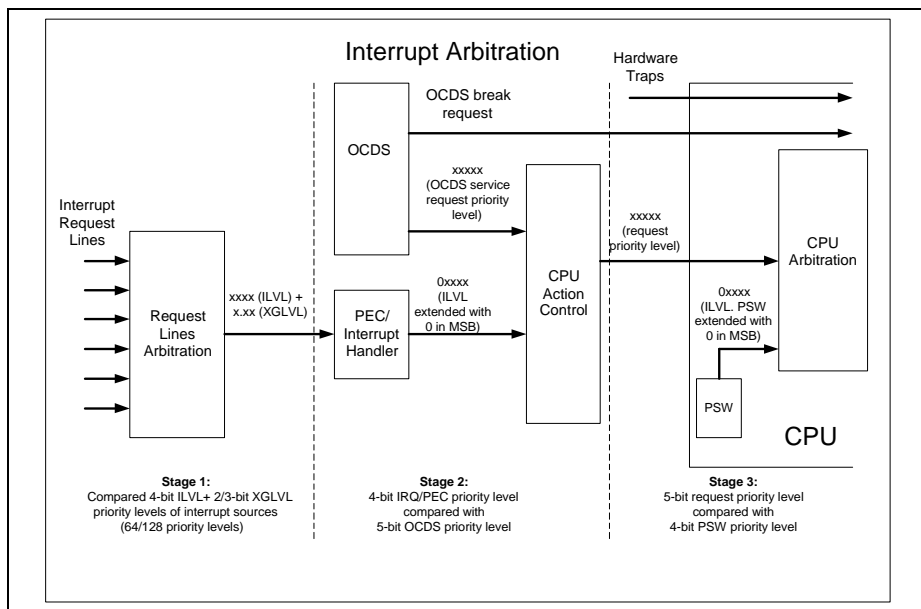 Interrupt Arbitration
Hardware
Traps
OCDS break
request
OCDS
xxxxx
(OCDS service
request priority
level)
Interrupt
Request
Lines
xxxxx
(request
priority level)
CPU
Arbitration
xxxx (ILVL) +
x.xx (XGLVL)
Request
Lines
Arbitration
PEC/
Interrupt
Handler
0xxxx
(ILVL
extended with
0 in MSB)
CPU
Action
Control
0xxxx
(ILVL. PSW
extended with
0 in MSB)
PSW
CPU
Stage 1:
Compared 4-bit ILVL+ 2/3-bit XGLVL
priority levels of interrupt sources
(64/128 priority levels)
Stage 2:
4-bit IRQ/PEC priority level
compared with
5-bit OCDS priority level
Stage 3:
5-bit request priority level
compared with
4-bit PSW priority level